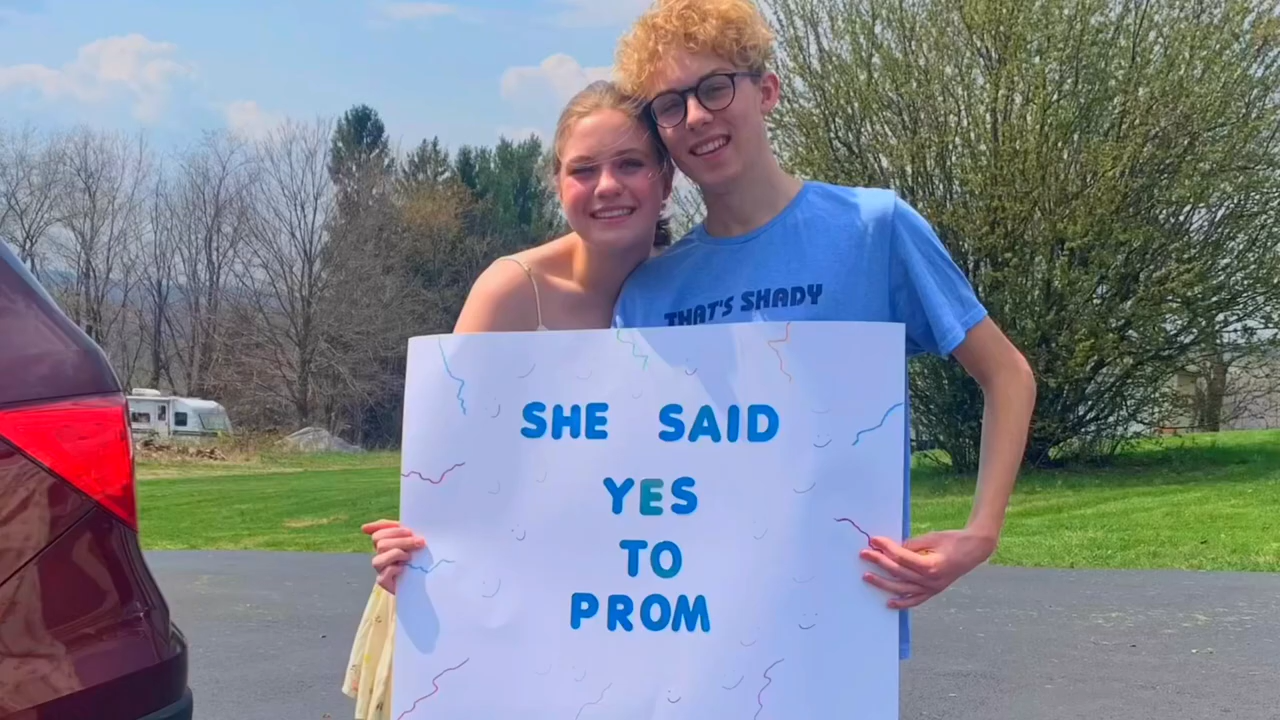 THAT'S SHADY
SHE SAID
YES
TO
PROM